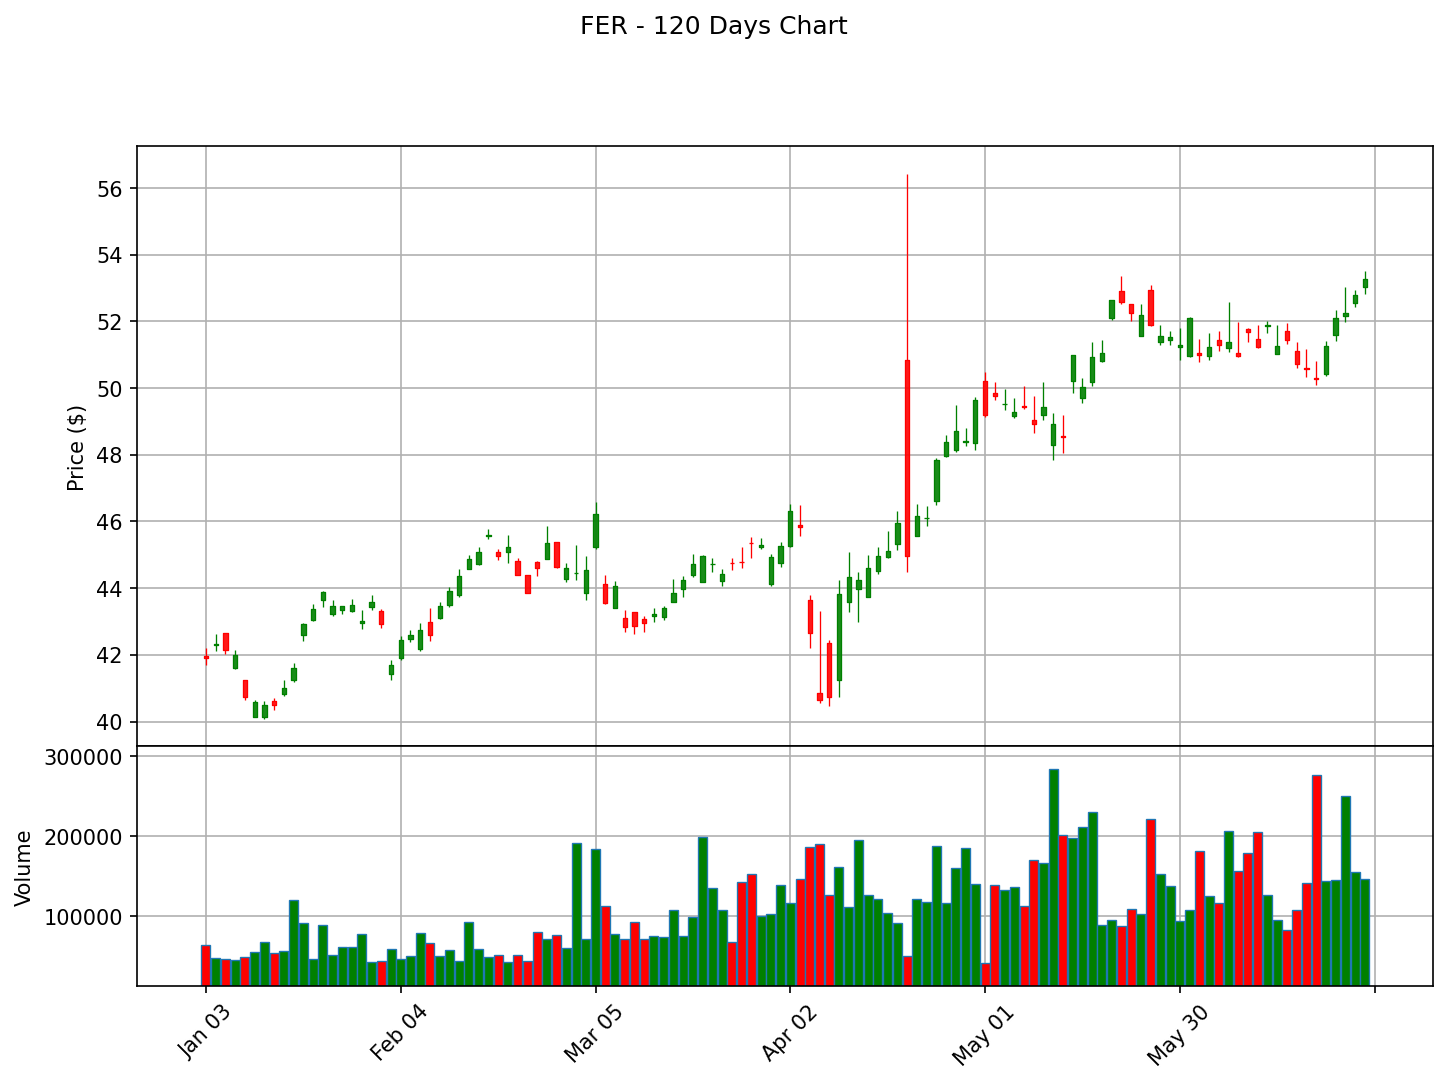 FER - 120 Days Chart
56
54
52
50
48
46
44
42
40
Price ($)
300000
200000
100000
Volume
Jan 03
Feb 04
Mar 05
Apr 02
May 01
May 30